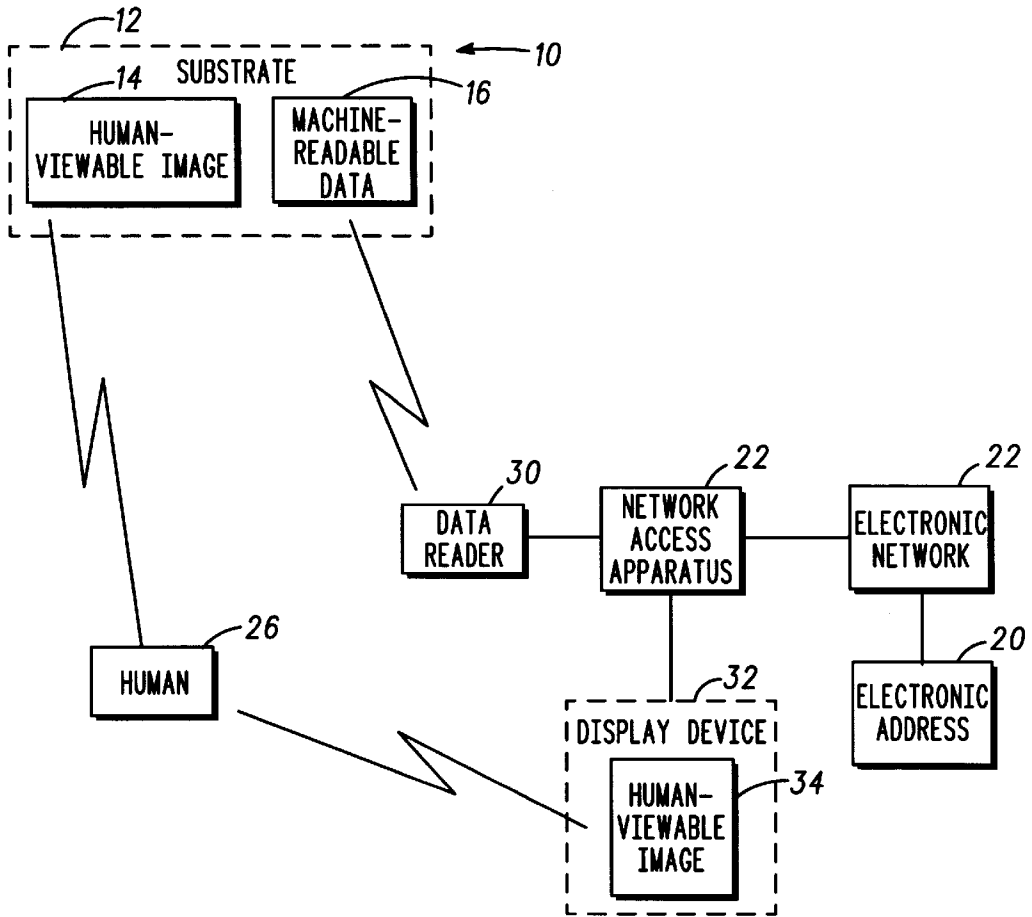 12
10
SUBSTRATE
14
16
HUMAN-
VIEWABLE IMAGE
MACHINE-
READABLE
DATA
30
22
22
DATA
READER
NETWORK
ACCESS
APPARATUS
ELECTRONIC
NETWORK
26
HUMAN
20
ELECTRONIC
ADDRESS
32
DISPLAY DEVICE
34
HUMAN-
VIEWABLE
IMAGE